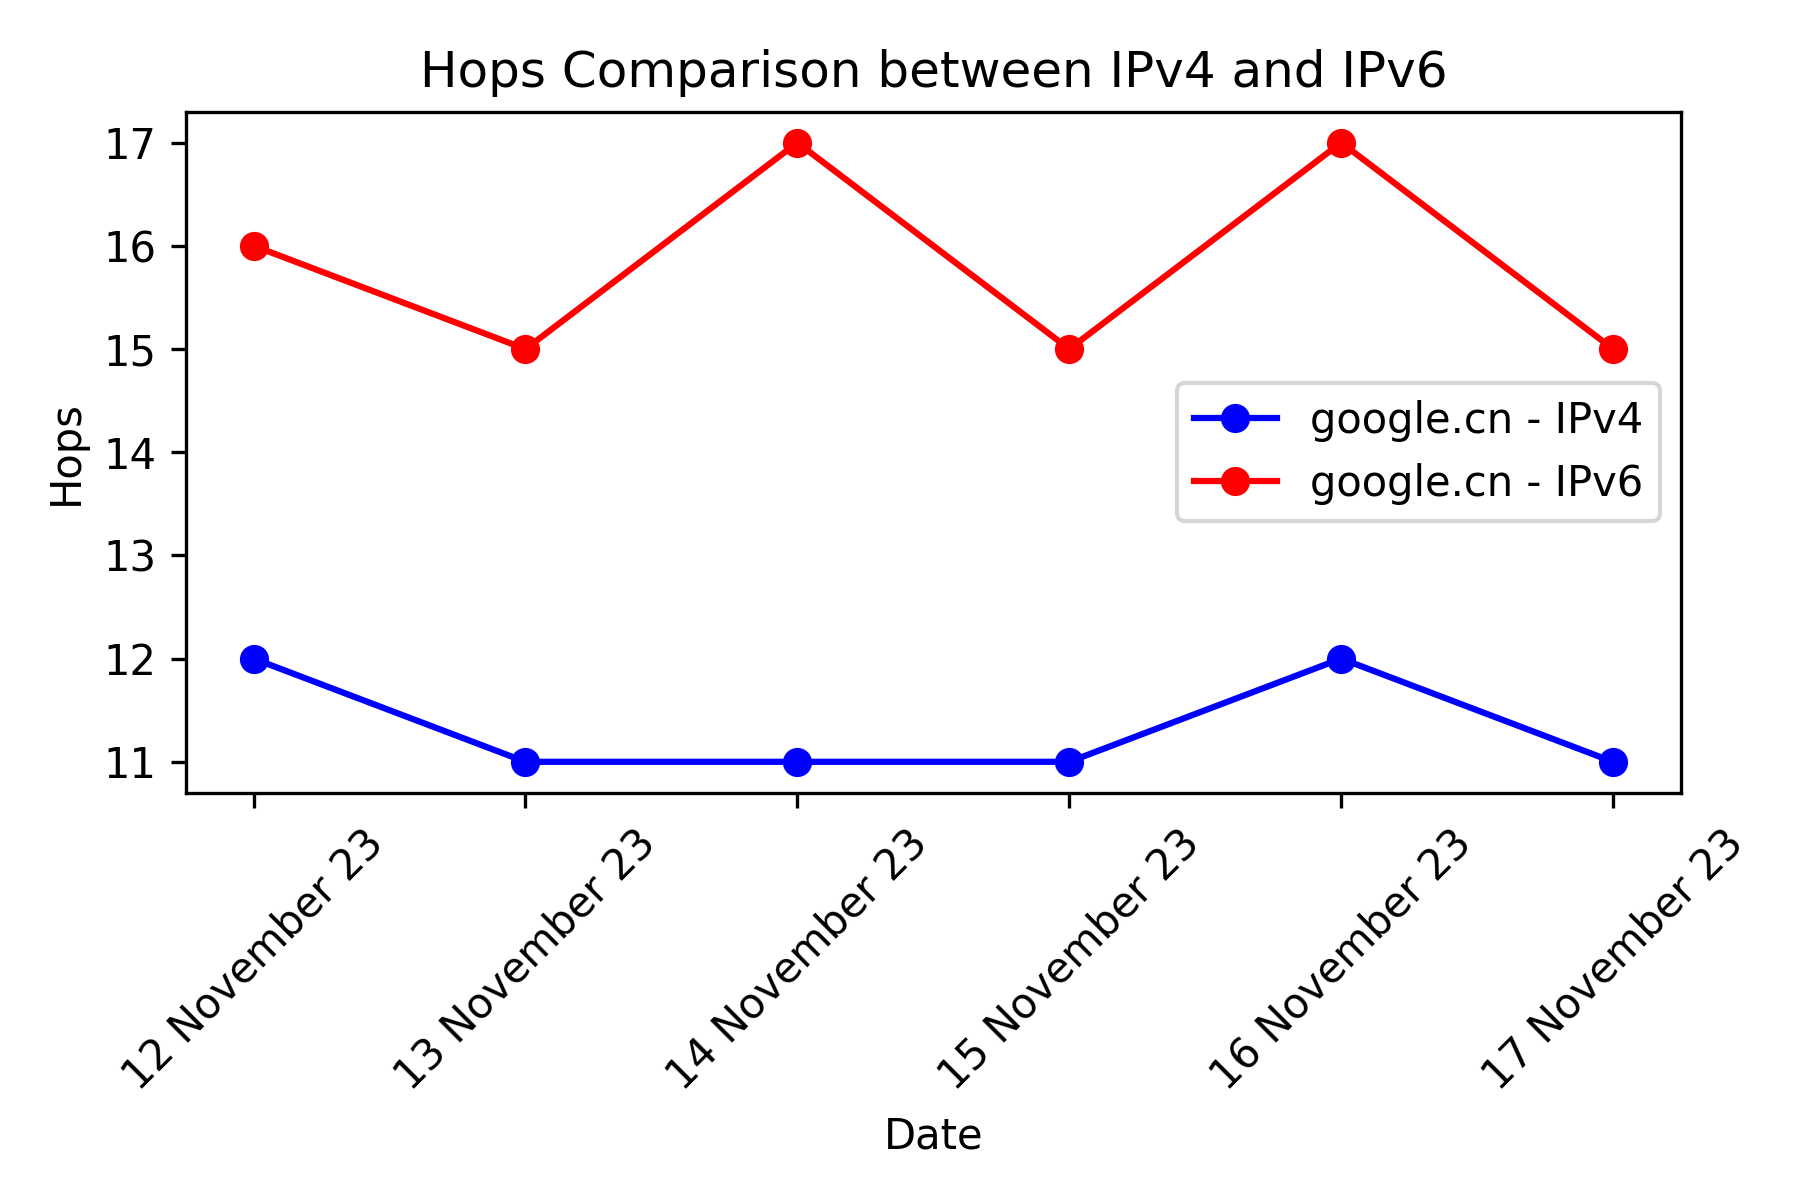 Hops Comparison between IPv4 and IPv6
Hops
17
16
15
14
13
12
11
google.cn - IPv4
google.cn - IPv6
12 November 23
13 November 23
14 November 23
15 November 23
16 November 23
17 November 23
Date